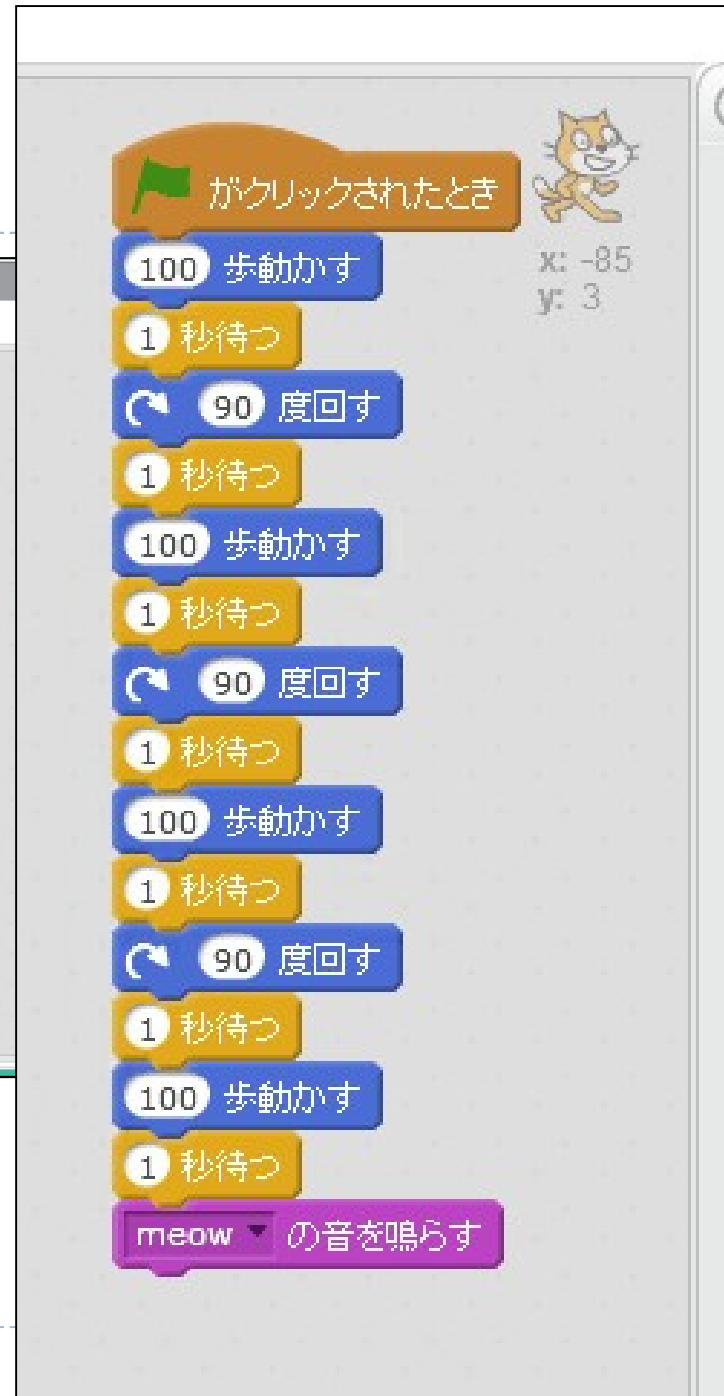 がクリックされたとき
100 歩動かす
1 秒待つ
90 度回す
1 秒待つ
100 歩動かす
1 秒待つ
90 度回す
1 秒待つ
100 歩動かす
1 秒待つ
90 度回す
1 秒待つ
100 歩動かす
1 秒待つ
meow の音を鳴らす
x: -85
y: 3